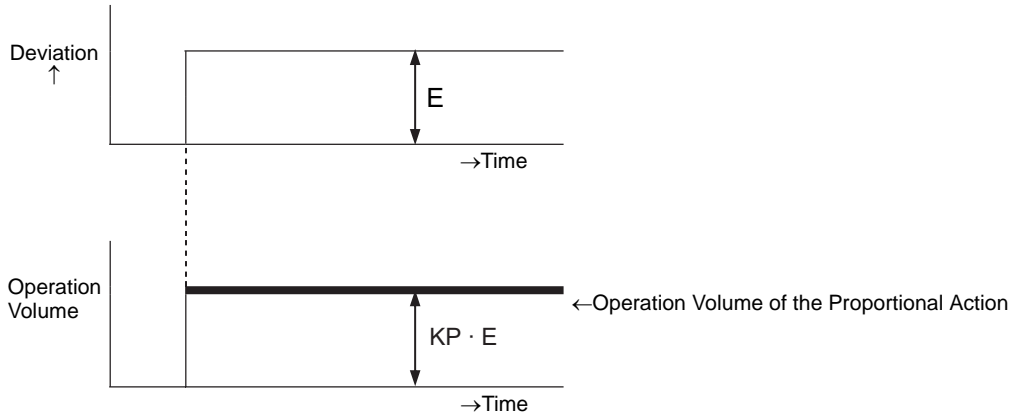 Deviation
↑
E
→Time
Operation
Volume
←Operation Volume of the Proportional Action
KP · E
→Time